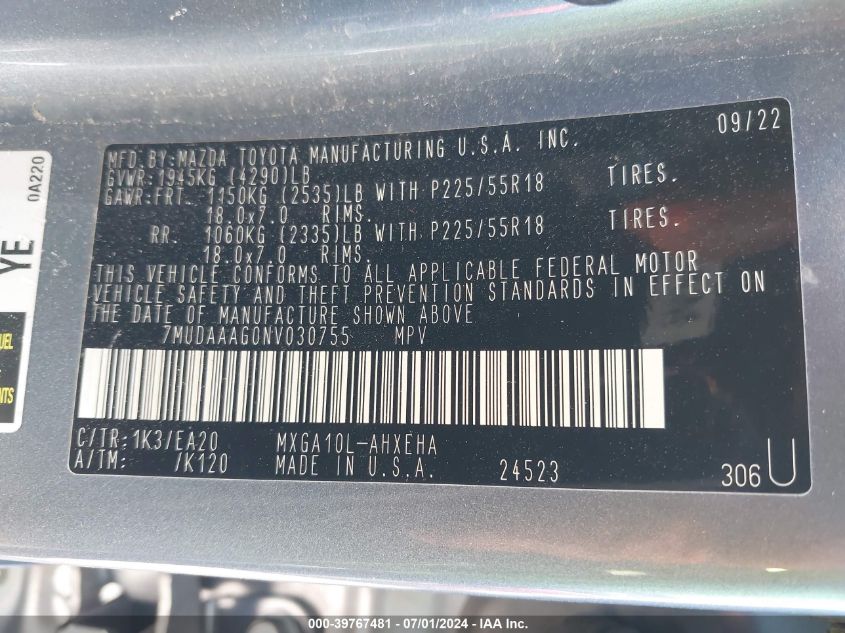 09/22
MFD.BY:MAZDA TOYOTA MANUFACTURING U.S.A. INC.
GVWR:1945KG (4290)LB
GAWR:FRT. 1150KG (2535)LB WITH P225/55R18 TIRES.
18.0x7.0 RIMS.
RR. 1060KG (2335)LB WITH P225/55R18 TIRES.
18.0x7.0 RIMS.
THIS VEHICLE CONFORMS TO ALL APPLICABLE FEDERAL MOTOR
VEHICLE SAFETY AND THEFT PREVENTION STANDARDS IN EFFECT ON
THE DATE OF MANUFACTURE SHOWN ABOVE
7MUDAAAG0NV030755 MPV
C/TR:1K3/EA20 MXGA10L-AHXEHA
A/TM: /K120 MADE IN U.S.A. 24523
306 U
0A220
YE
000-39767481 - 07/01/2024 - IAA Inc.